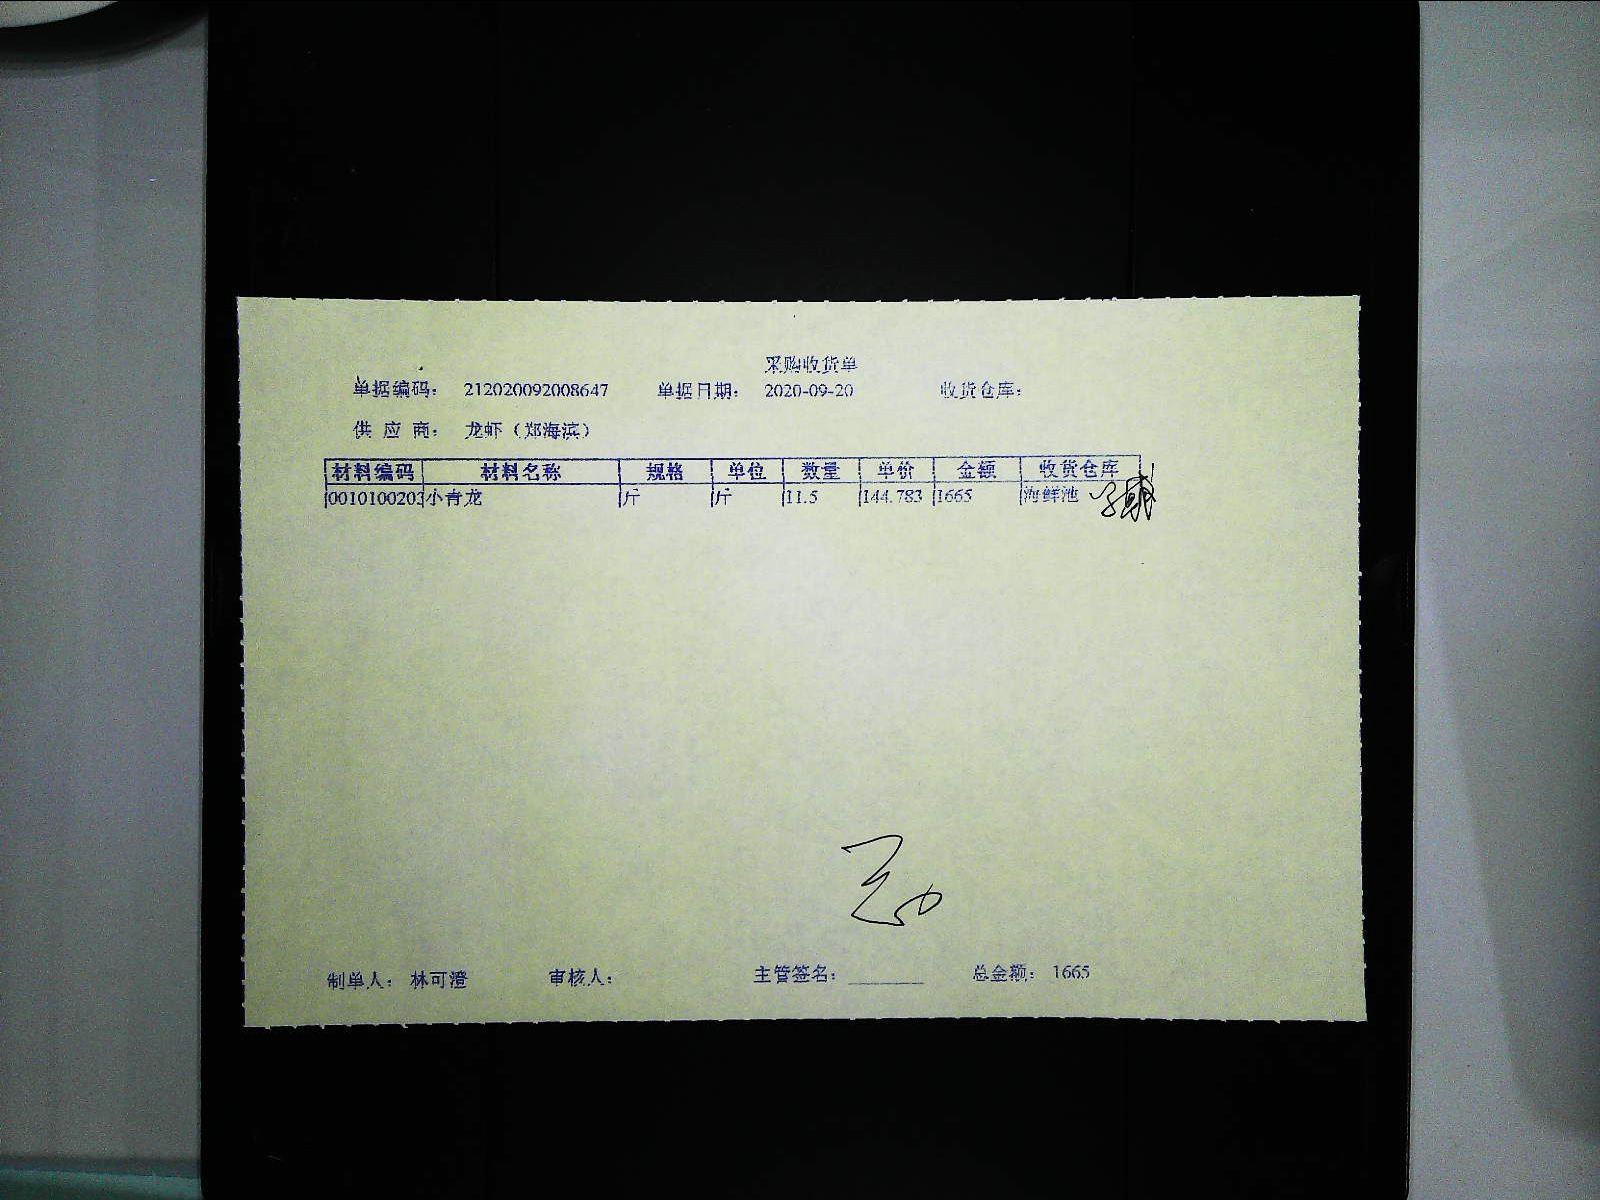 采购收货单
单据编码: 212020092008647 单据日期: 2020-09-20 收货仓库:
供 应 商: 龙虾（郑海滨）
材料编码 材料名称 规格 单位 数量 单价 金额 收货仓库
0010100203 小青龙 斤 斤 11.5 144.783 1665 海鲜池
制单人: 林可澄 审核人: 主管签名: ________ 总金额: 1665